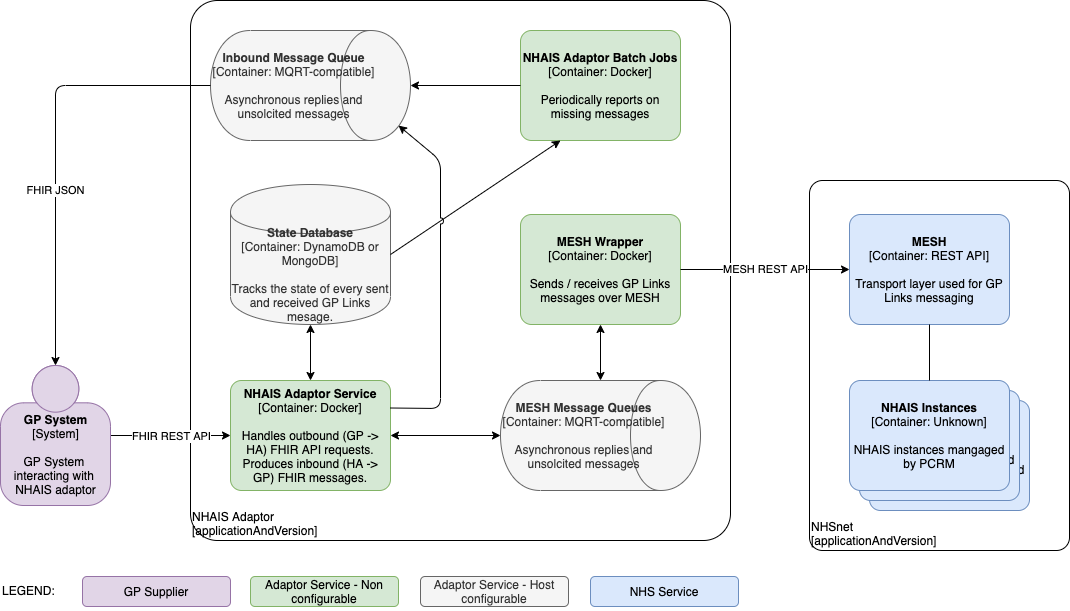 Inbound Message Queue
[Container: MQRT-compatible]
Asynchronous replies and
unsolcited messages
NHAIS Adaptor Batch Jobs
[Container: Docker]
Periodically reports on
missing messages
FHIR JSON
State Database
[Container: DynamoDB or
MongoDB]
Tracks the state of every sent
and received GP Links
message.
MESH Wrapper
[Container: Docker]
Sends / receives GP Links
messages over MESH
MESH REST API
MESH
[Container: REST API]
Transport layer used for GP
Links messaging
GP System
[System]
GP System
interacting with
NHAIS adaptor
FHIR REST API
NHAIS Adaptor Service
[Container: Docker]
Handles outbound (GP ->
HA) FHIR API requests.
Produces inbound (HA ->
GP) FHIR messages.
MESH Message Queues
[Container: MQRT-compatible]
Asynchronous replies and
unsolcited messages
NHAIS Instances
[Container: Unknown]
NHAIS instances mangaged
by PCRM
d
d
NHAIS Adaptor
[applicationAndVersion]
NHSnet
[applicationAndVersion]
LEGEND:
GP Supplier
Adaptor Service - Non
configurable
Adaptor Service - Host
configurable
NHS Service